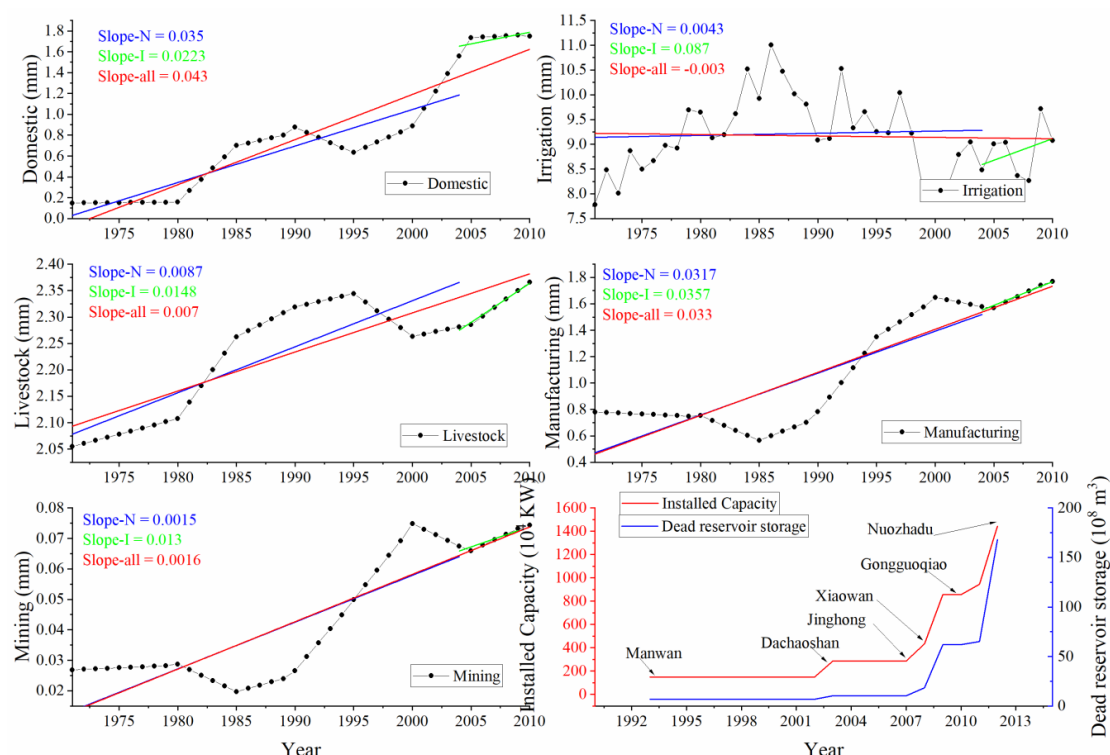 Slope-N = 0.035
Slope-I = 0.0223
Slope-all = 0.043
Domestic (mm)
1.8
1.6
1.4
1.2
1.0
0.8
0.6
0.4
0.2
0.0
Domestic
1975 1980 1985 1990 1995 2000 2005 2010
Slope-N = 0.0043
Slope-I = 0.087
Slope-all = -0.003
Irrigation (mm)
11.5
11.0
10.5
10.0
9.5
9.0
8.5
8.0
7.5
Irrigation
1975 1980 1985 1990 1995 2000 2005 2010
Slope-N = 0.0087
Slope-I = 0.0148
Slope-all = 0.007
Livestock (mm)
2.40
2.35
2.30
2.25
2.20
2.15
2.10
2.05
Livestock
1975 1980 1985 1990 1995 2000 2005 2010
Slope-N = 0.0317
Slope-I = 0.0357
Slope-all = 0.033
Manufacturing (mm)
1.8
1.6
1.4
1.2
1.0
0.8
0.6
0.4
Manufacturing
1975 1980 1985 1990 1995 2000 2005 2010
Slope-N = 0.0015
Slope-I = 0.013
Slope-all = 0.0016
Mining (mm)
0.08
0.07
0.06
0.05
0.04
0.03
0.02
Mining
1975 1980 1985 1990 1995 2000 2005 2010
Year
Installed Capacity
Dead reservoir storage
Installed Capacity (10⁴ KW)
1600
1400
1200
1000
800
600
400
200
0
Nuozhadu
Gongguoqiao
Xiaowan
Jinghong
Dachaoshan
Manwan
200
150
100
50
0
Dead reservoir storage (10⁸ m³)
1992 1995 1998 2001 2004 2007 2010 2013
Year